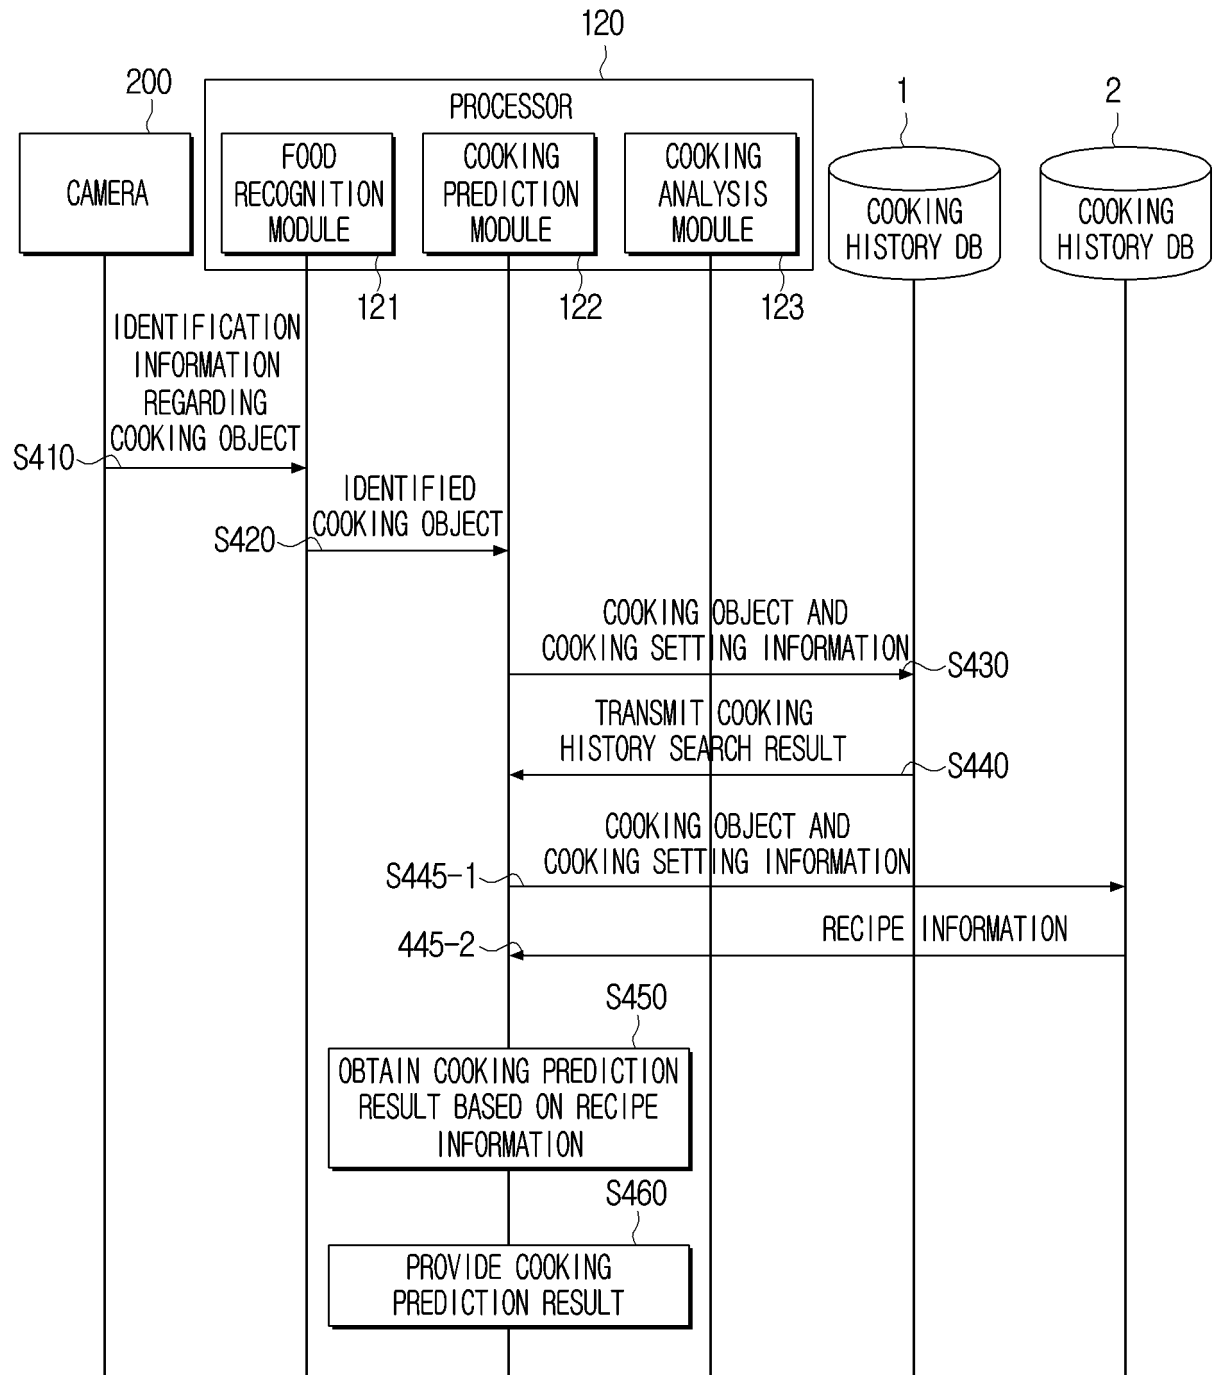 120
200
1
2
PROCESSOR
CAMERA
FOOD
RECOGNITION
MODULE
COOKING
PREDICTION
MODULE
COOKING
ANALYSIS
MODULE
COOKING
HISTORY DB
COOKING
HISTORY DB
121
122
123
IDENTIFICATION
INFORMATION
REGARDING
COOKING OBJECT
S410
IDENTIFIED
COOKING OBJECT
S420
COOKING OBJECT AND
COOKING SETTING INFORMATION
S430
TRANSMIT COOKING
HISTORY SEARCH RESULT
S440
COOKING OBJECT AND
COOKING SETTING INFORMATION
S445-1
RECIPE INFORMATION
445-2
S450
OBTAIN COOKING PREDICTION
RESULT BASED ON RECIPE
INFORMATION
S460
PROVIDE COOKING
PREDICTION RESULT